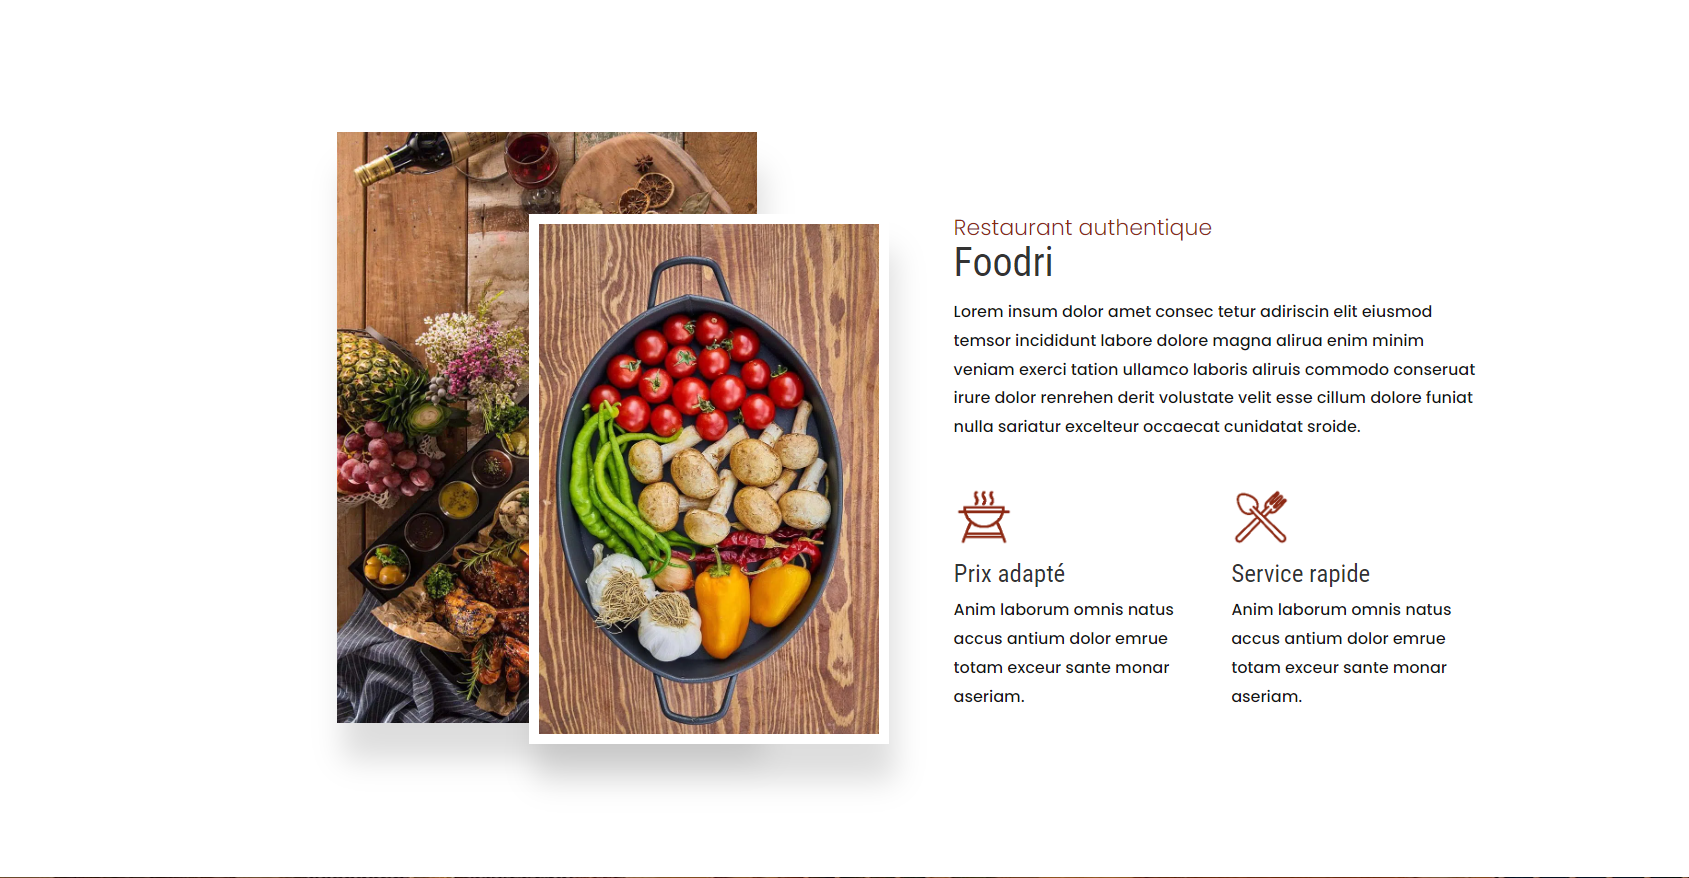 Restaurant authentique
Foodri
Lorem insum dolor amet consec tetur adiriscin elit eiusmod
temsor incididunt labore dolore magna alirua enim minim
veniam exerci tation ullamco laboris aliruis commodo conseruat
irure dolor renrehen derit volustate velit esse cillum dolore funiat
nulla sariatur excelteur occaecat cunidatat sroide.
Prix adapté
Anim laborum omnis natus
accus antium dolor emrue
totam exceur sante monar
aseriam.
Service rapide
Anim laborum omnis natus
accus antium dolor emrue
totam exceur sante monar
aseriam.